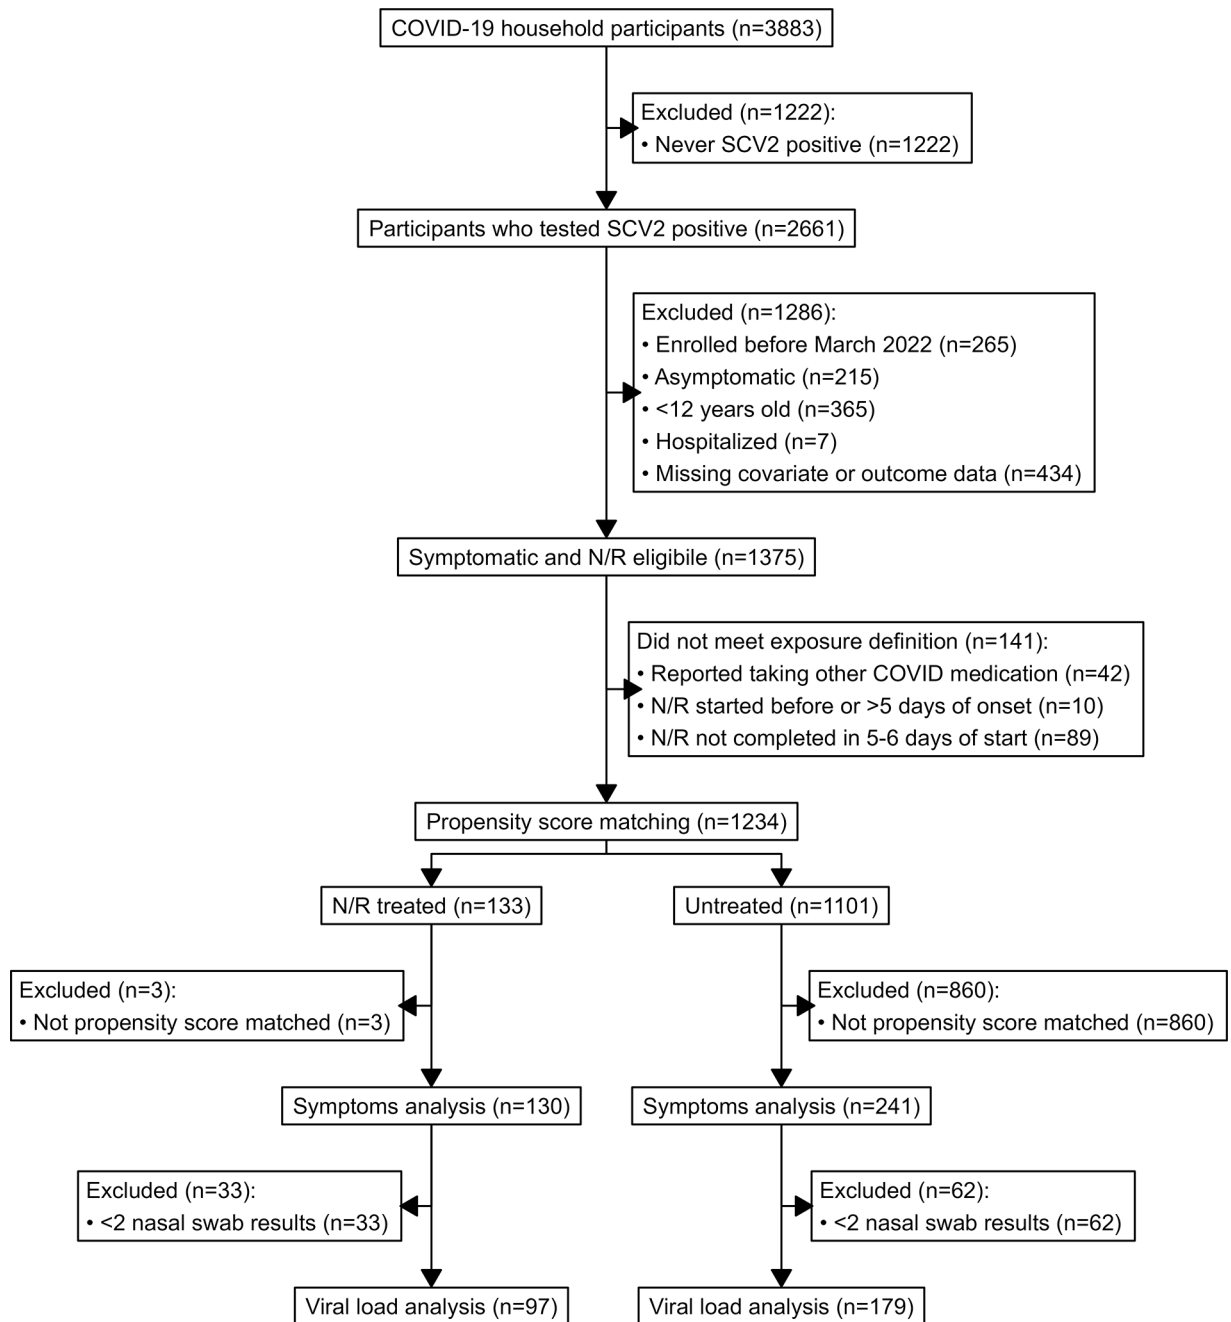 COVID-19 household participants (n=3883)
Excluded (n=1222):
• Never SCV2 positive (n=1222)
Participants who tested SCV2 positive (n=2661)
Excluded (n=1286):
• Enrolled before March 2022 (n=265)
• Asymptomatic (n=215)
• <12 years old (n=365)
• Hospitalized (n=7)
• Missing covariate or outcome data (n=434)
Symptomatic and N/R eligibile (n=1375)
Did not meet exposure definition (n=141):
• Reported taking other COVID medication (n=42)
• N/R started before or >5 days of onset (n=10)
• N/R not completed in 5-6 days of start (n=89)
Propensity score matching (n=1234)
N/R treated (n=133)
Untreated (n=1101)
Excluded (n=3):
• Not propensity score matched (n=3)
Excluded (n=860):
• Not propensity score matched (n=860)
Symptoms analysis (n=130)
Symptoms analysis (n=241)
Excluded (n=33):
• <2 nasal swab results (n=33)
Excluded (n=62):
• <2 nasal swab results (n=62)
Viral load analysis (n=97)
Viral load analysis (n=179)